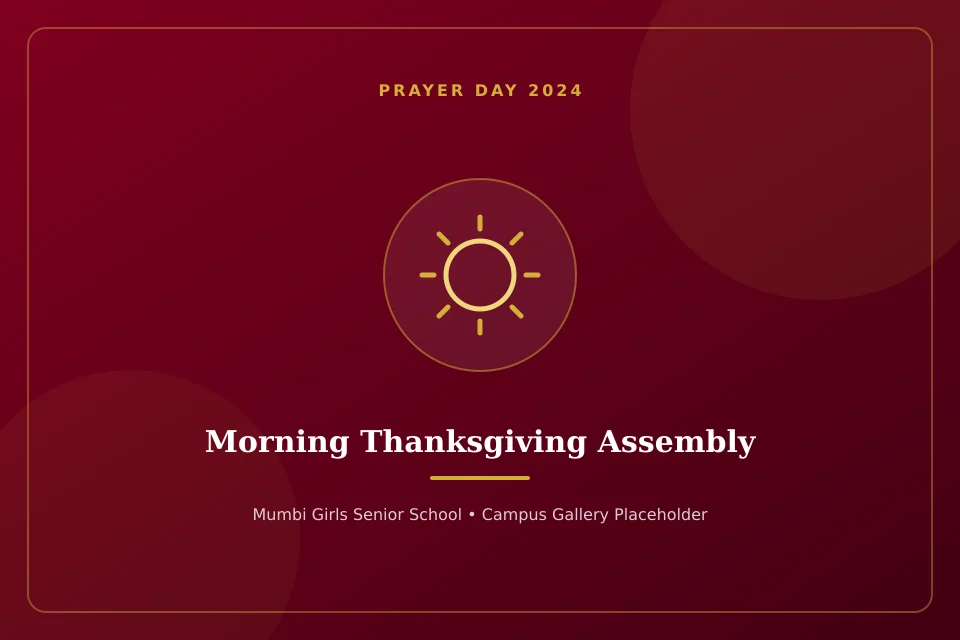 PRAYER DAY 2024
Morning Thanksgiving Assembly
Mumbi Girls Senior School • Campus Gallery Placeholder